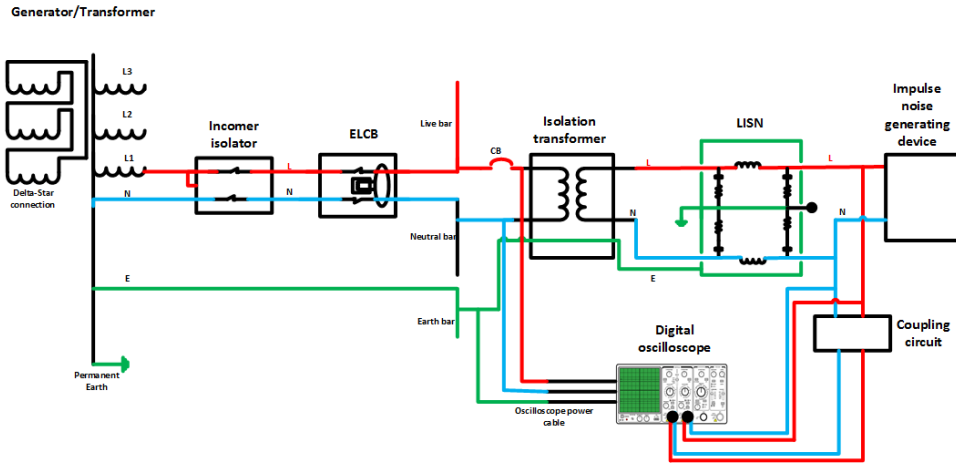 Generator/Transformer
L3
L2
L1
Delta-Star
connection
N
E
Permanent
Earth
Incomer
isolator
L
N
ELCB
Live bar
Neutral bar
Earth bar
CB
Isolation
transformer
L
N
E
LISN
L
N
Impulse
noise
generating
device
Coupling
circuit
Digital
oscilloscope
Oscilloscope power
cable